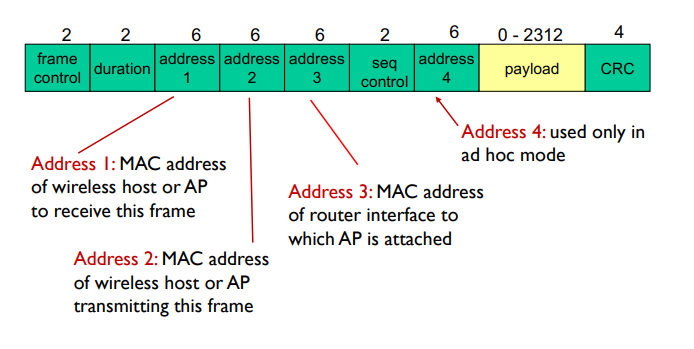 2 2 6 6 6 2 6 0 - 2312 4
frame control duration address 1 address 2 address 3 seq control address 4 payload CRC
Address 4: used only in
ad hoc mode
Address 1: MAC address
of wireless host or AP
to receive this frame
Address 3: MAC address
of router interface to
which AP is attached
Address 2: MAC address
of wireless host or AP
transmitting this frame